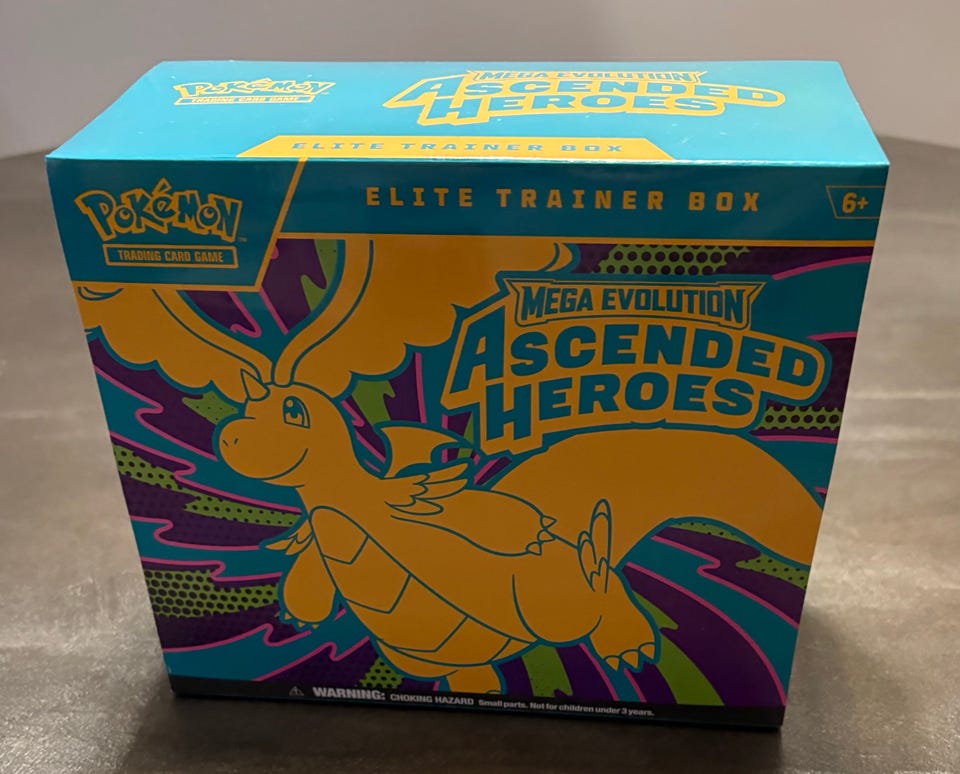 POKéMON
TRADING CARD GAME
MEGA EVOLUTION
ASCENDED
HEROES
ELITE TRAINER BOX
POKéMON
TRADING CARD GAME
ELITE TRAINER BOX
6+
MEGA EVOLUTION
ASCENDED
HEROES
WARNING: CHOKING HAZARD Small parts. Not for children under 3 years.